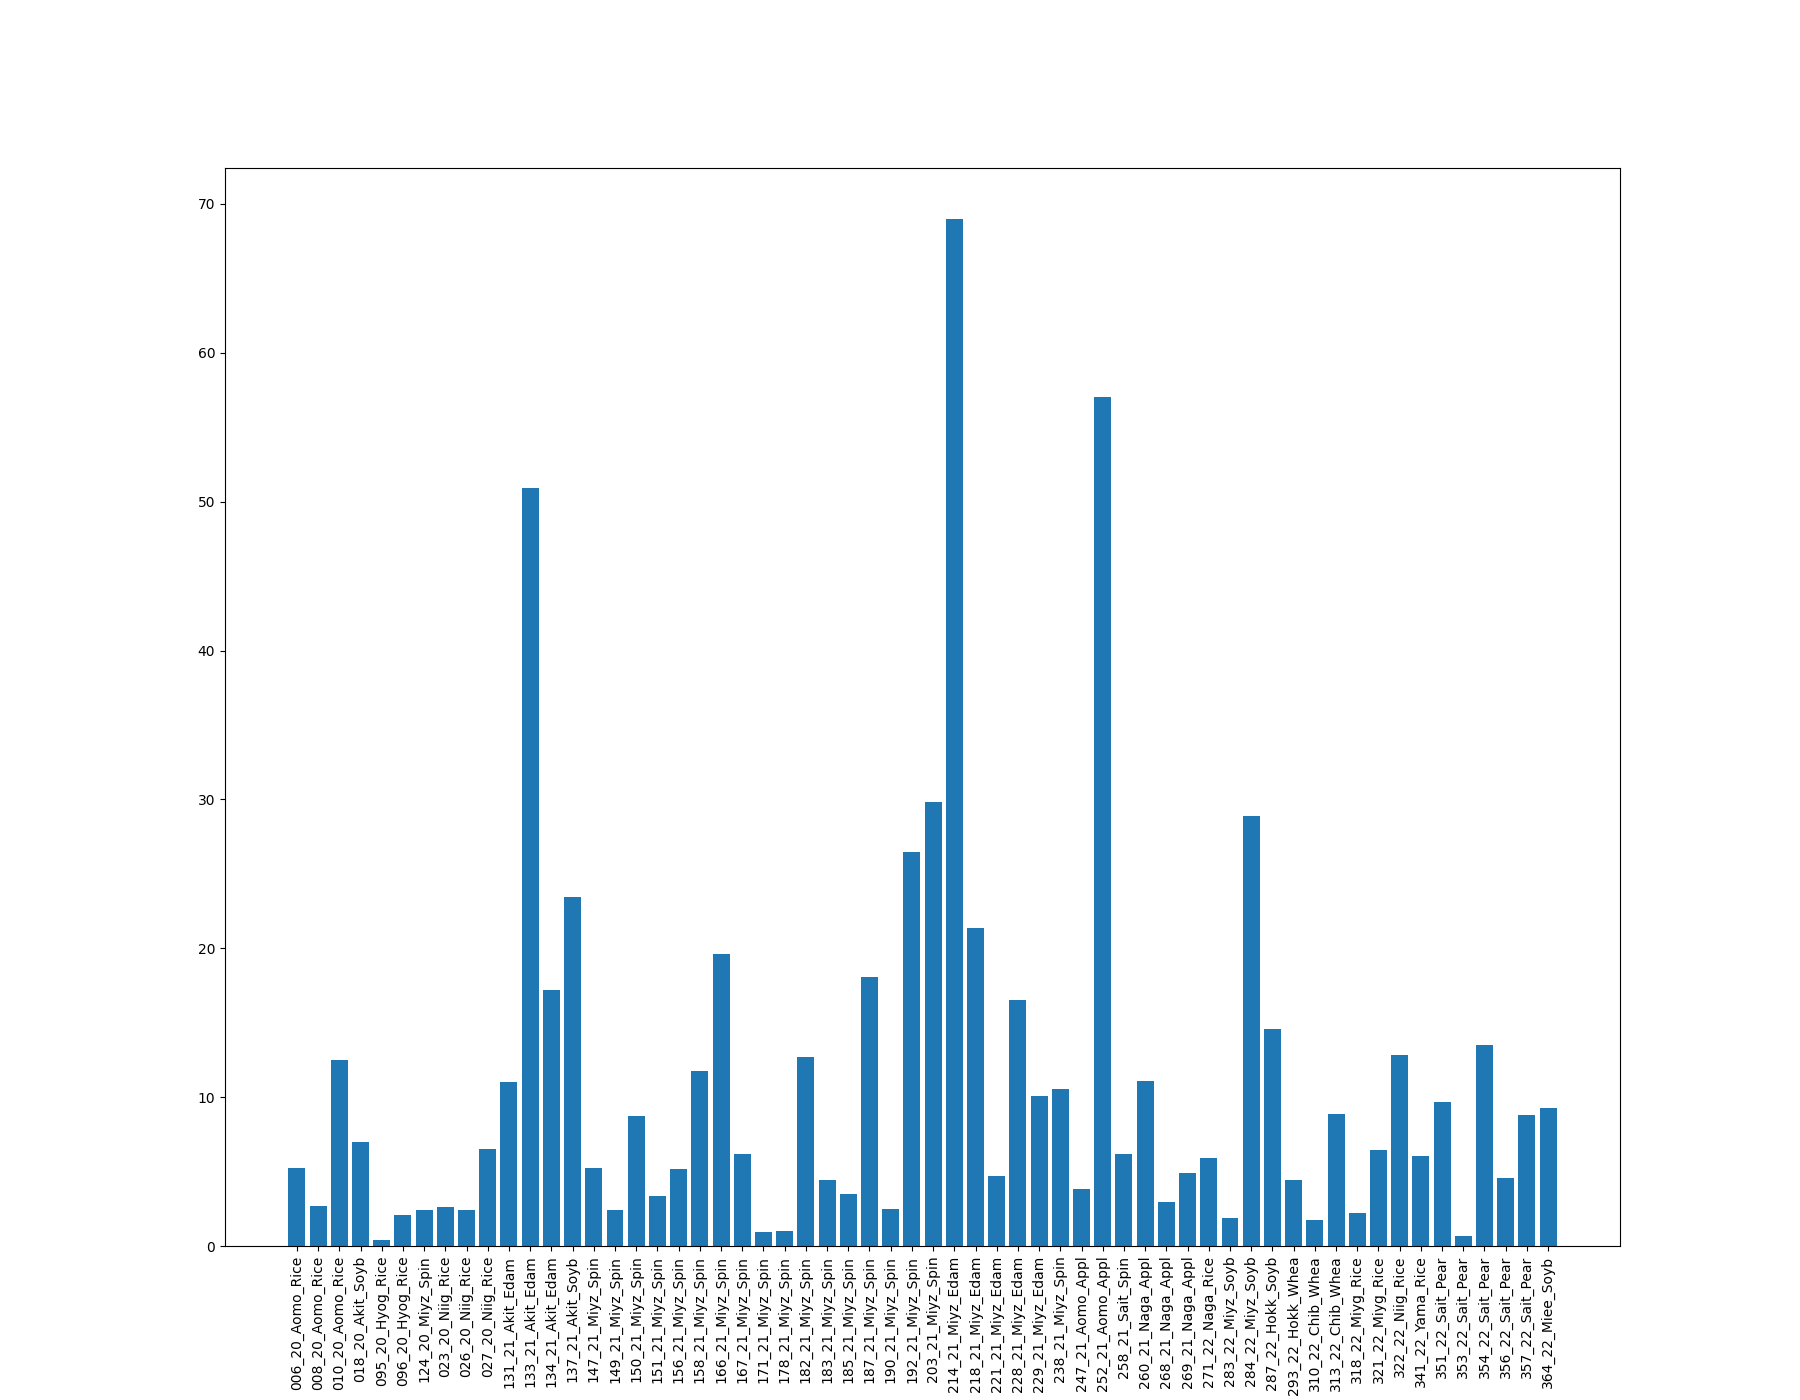 70
60
50
40
30
20
10
0
006_20_Aomo_Rice
008_20_Aomo_Rice
010_20_Aomo_Rice
018_20_Akit_Soyb
095_20_Hyog_Rice
096_20_Hyog_Rice
124_20_Miyz_Spin
023_20_Niig_Rice
026_20_Niig_Rice
027_20_Niig_Rice
131_21_Akit_Edam
133_21_Akit_Edam
134_21_Akit_Edam
137_21_Akit_Soyb
147_21_Miyz_Spin
149_21_Miyz_Spin
150_21_Miyz_Spin
151_21_Miyz_Spin
156_21_Miyz_Spin
158_21_Miyz_Spin
166_21_Miyz_Spin
167_21_Miyz_Spin
171_21_Miyz_Spin
178_21_Miyz_Spin
182_21_Miyz_Spin
183_21_Miyz_Spin
185_21_Miyz_Spin
187_21_Miyz_Spin
190_21_Miyz_Spin
192_21_Miyz_Spin
203_21_Miyz_Spin
214_21_Miyz_Edam
218_21_Miyz_Edam
221_21_Miyz_Edam
228_21_Miyz_Edam
229_21_Miyz_Edam
238_21_Miyz_Spin
247_21_Aomo_Appl
252_21_Aomo_Appl
258_21_Sait_Spin
260_21_Naga_Appl
268_21_Naga_Appl
269_21_Naga_Appl
271_22_Naga_Rice
283_22_Miyz_Soyb
284_22_Miyz_Soyb
287_22_Hokk_Soyb
293_22_Hokk_Whea
310_22_Chib_Whea
313_22_Chib_Whea
318_22_Miyg_Rice
321_22_Miyg_Rice
322_22_Niig_Rice
341_22_Yama_Rice
351_22_Sait_Pear
353_22_Sait_Pear
354_22_Sait_Pear
356_22_Sait_Pear
357_22_Sait_Pear
364_22_Miee_Soyb